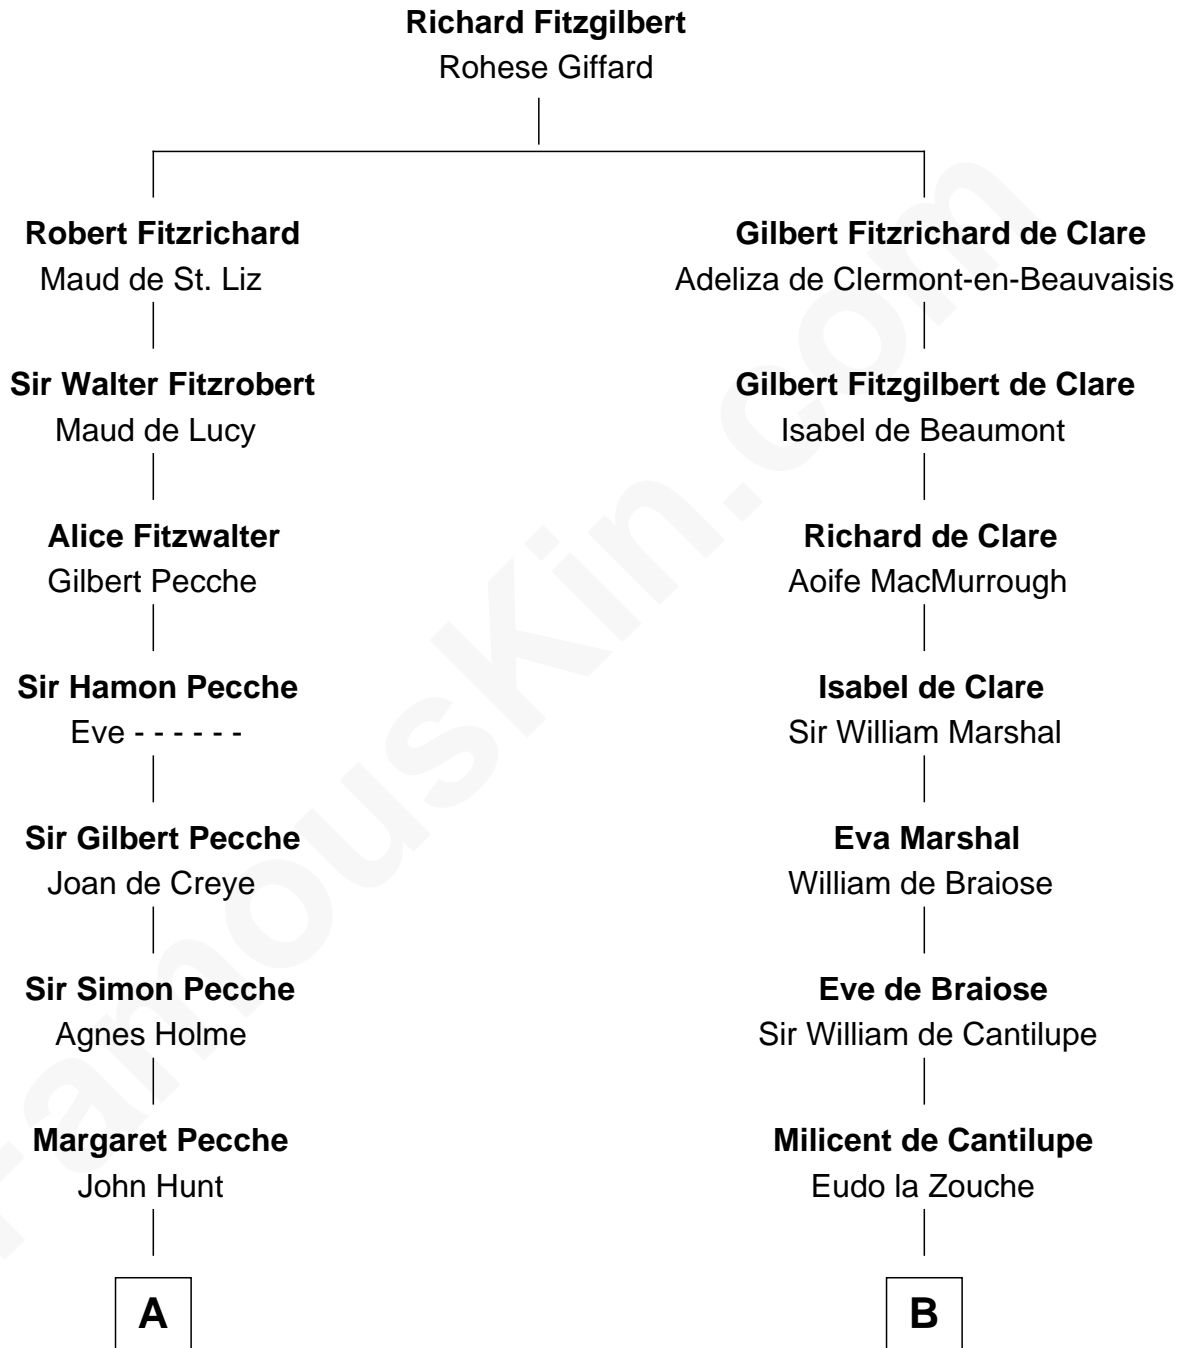 Richard Fitzgilbert
Rohese Giffard
Robert Fitzrichard
Maud de St. Liz
Sir Walter Fitzrobert
Maud de Lucy
Alice Fitzwalter
Gilbert Pecche
Sir Hamon Pecche
Eve - - - - - -
Sir Gilbert Pecche
Joan de Creye
Sir Simon Pecche
Agnes Holme
Margaret Pecche
John Hunt
A
Gilbert Fitzrichard de Clare
Adeliza de Clermont-en-Beauvaisis
Gilbert Fitzgilbert de Clare
Isabel de Beaumont
Richard de Clare
Aoife MacMurrough
Isabel de Clare
Sir William Marshal
Eva Marshal
William de Braiose
Eve de Braiose
Sir William de Cantilupe
Milicent de Cantilupe
Eudo la Zouche
B
FamousKin.com